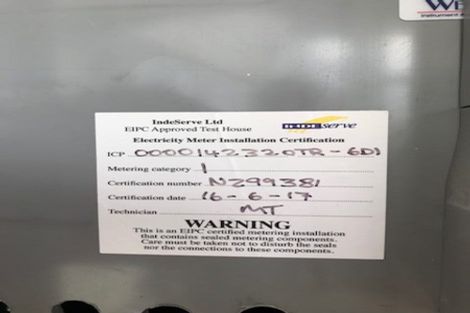 IndeServe Ltd
EIPC Approved Test House
INDEserve
Electricity Meter Installation Certification
ICP 0000142320TR-6D1
Metering category 1
Certification number NZ99381
Certification date 16-6-17
Technician MT
WARNING
This is an EIPC certified metering installation
that contains sealed metering components.
Care must be taken not to disturb the seals
nor the connections to these components.